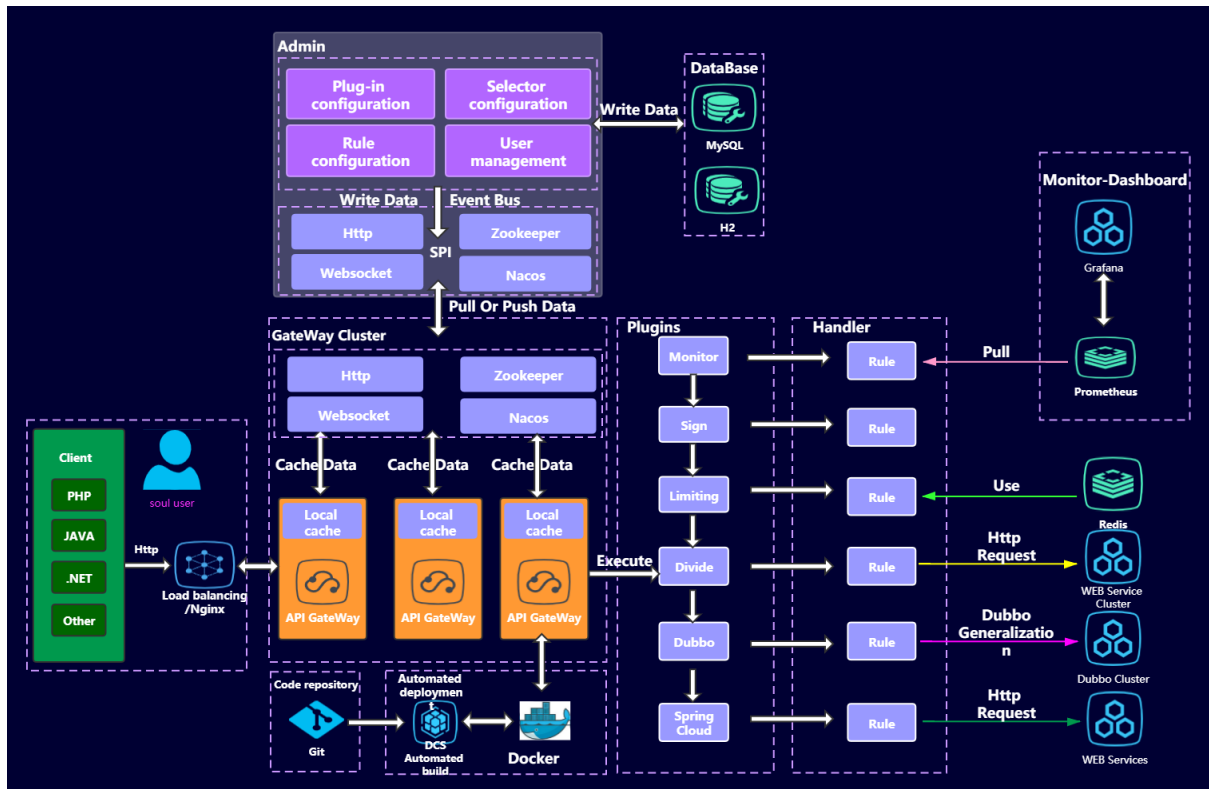 Admin
Plug-in
configuration
Selector
configuration
Rule
configuration
User
management
Write Data
DataBase
MySQL
H2
Write Data
Event Bus
Http
Zookeeper
SPI
Websocket
Nacos
Pull Or Push Data
Monitor-Dashboard
Grafana
Prometheus
GateWay Cluster
Http
Zookeeper
Websocket
Nacos
Cache Data
Cache Data
Cache Data
Local
cache
Local
cache
Local
cache
API GateWay
API GateWay
API GateWay
Client
PHP
JAVA
.NET
Other
soul user
Http
Load balancing
/Nginx
Execute
Code repository
Git
Automated
deploymen
t
DCS
Automated
build
Docker
Plugins
Monitor
Sign
Limiting
Divide
Dubbo
Spring
Cloud
Handler
Rule
Rule
Rule
Rule
Rule
Rule
Pull
Use
Redis
Http
Request
WEB Service
Cluster
Dubbo
Generalizatio
n
Dubbo Cluster
Http
Request
WEB Services